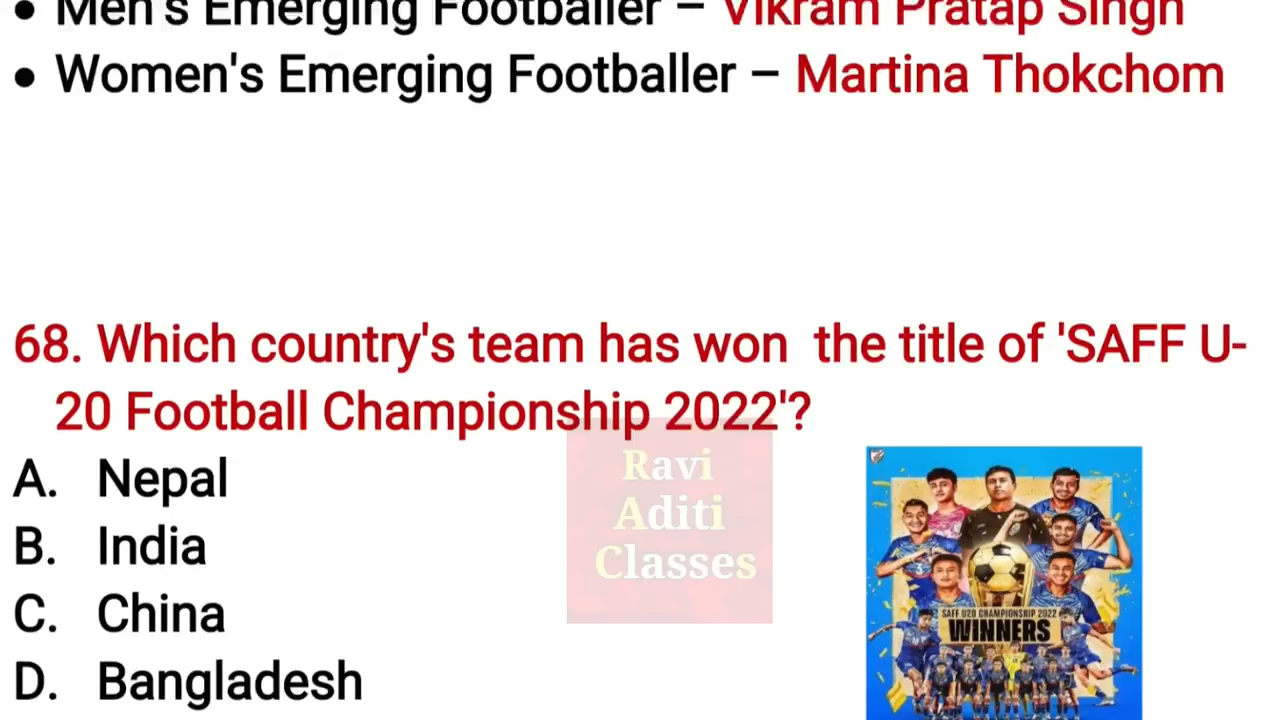 • Men's Emerging Footballer – Vikram Pratap Singh
• Women's Emerging Footballer – Martina Thokchom
68. Which country's team has won the title of 'SAFF U-
20 Football Championship 2022'?
A. Nepal
B. India
C. China
D. Bangladesh
Ravi
Aditi
Classes
SAFF U20 CHAMPIONSHIP 2022
WINNERS